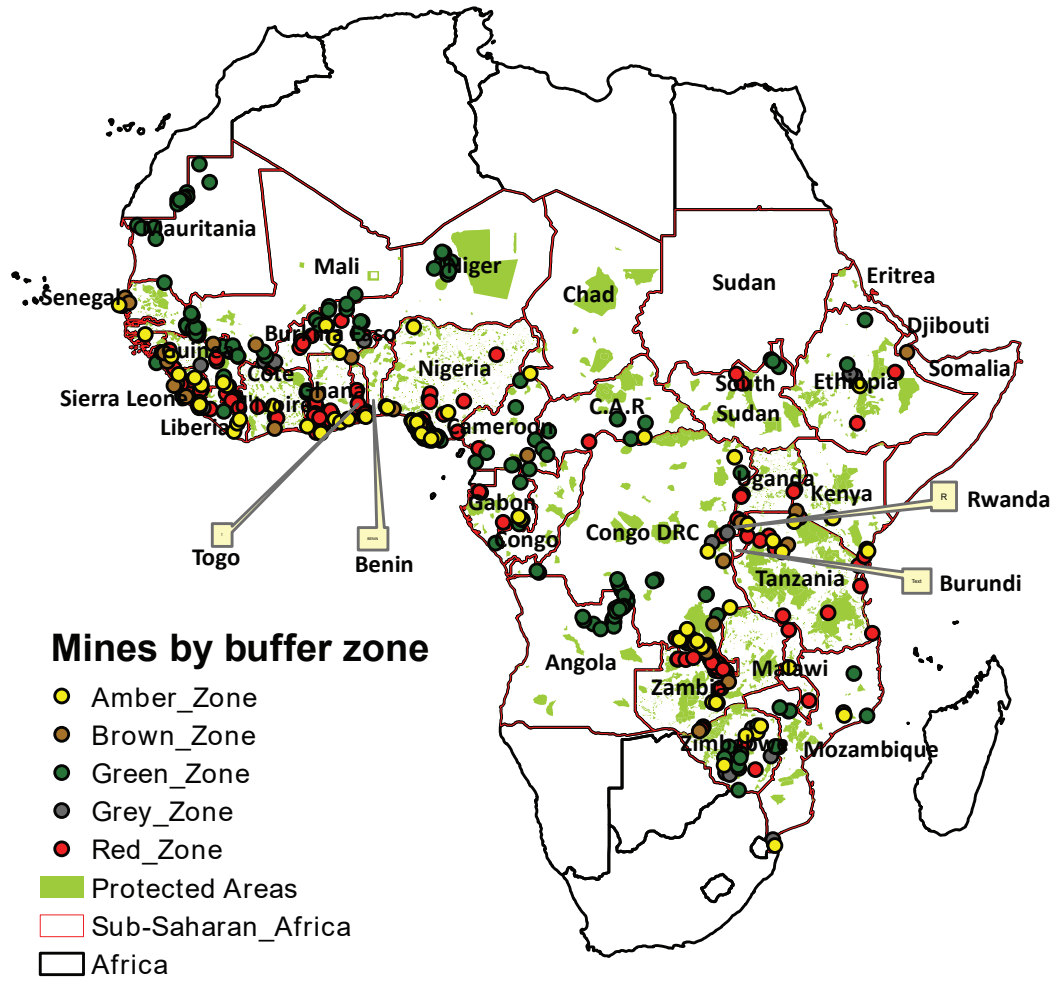 Mauritania
Mali
Niger
Chad
Sudan
Eritrea
Senegal
Burkina Faso
Djibouti
Guinea
Nigeria
South
Sudan
Ethiopia
Somalia
Sierra Leone
Côte
d'Ivoire
Ghana
C.A.R
Liberia
Cameroon
Uganda
Kenya
R
Rwanda
Gabon
Congo
Congo DRC
Togo
Benin
Tanzania
Text
Burundi
Angola
Malawi
Zambia
Zimbabwe
Mozambique
Mines by buffer zone
Amber_Zone
Brown_Zone
Green_Zone
Grey_Zone
Red_Zone
Protected Areas
Sub-Saharan_Africa
Africa